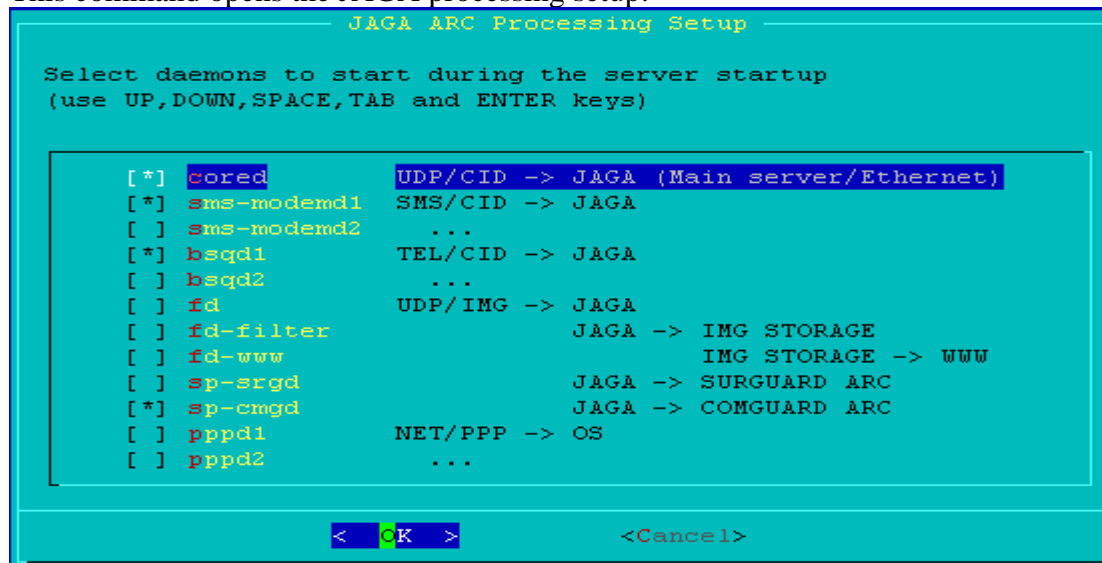 This command opens the JAGA processing setup.
JAGA ARC Processing Setup
Select daemons to start during the server startup
(use UP,DOWN,SPACE,TAB and ENTER keys)
[*] cored UDP/CID -> JAGA (Main server/Ethernet)
[*] sms-modemd1 SMS/CID -> JAGA
[ ] sms-modemd2 ...
[*] bsqd1 TEL/CID -> JAGA
[ ] bsqd2 ...
[ ] fd UDP/IMG -> JAGA
[ ] fd-filter JAGA -> IMG STORAGE
[ ] fd-www IMG STORAGE -> WWW
[ ] sp-srgd JAGA -> SURGUARD ARC
[*] sp-cmgd JAGA -> COMGUARD ARC
[ ] pppd1 NET/PPP -> OS
[ ] pppd2 ...
< OK > <Cancel>